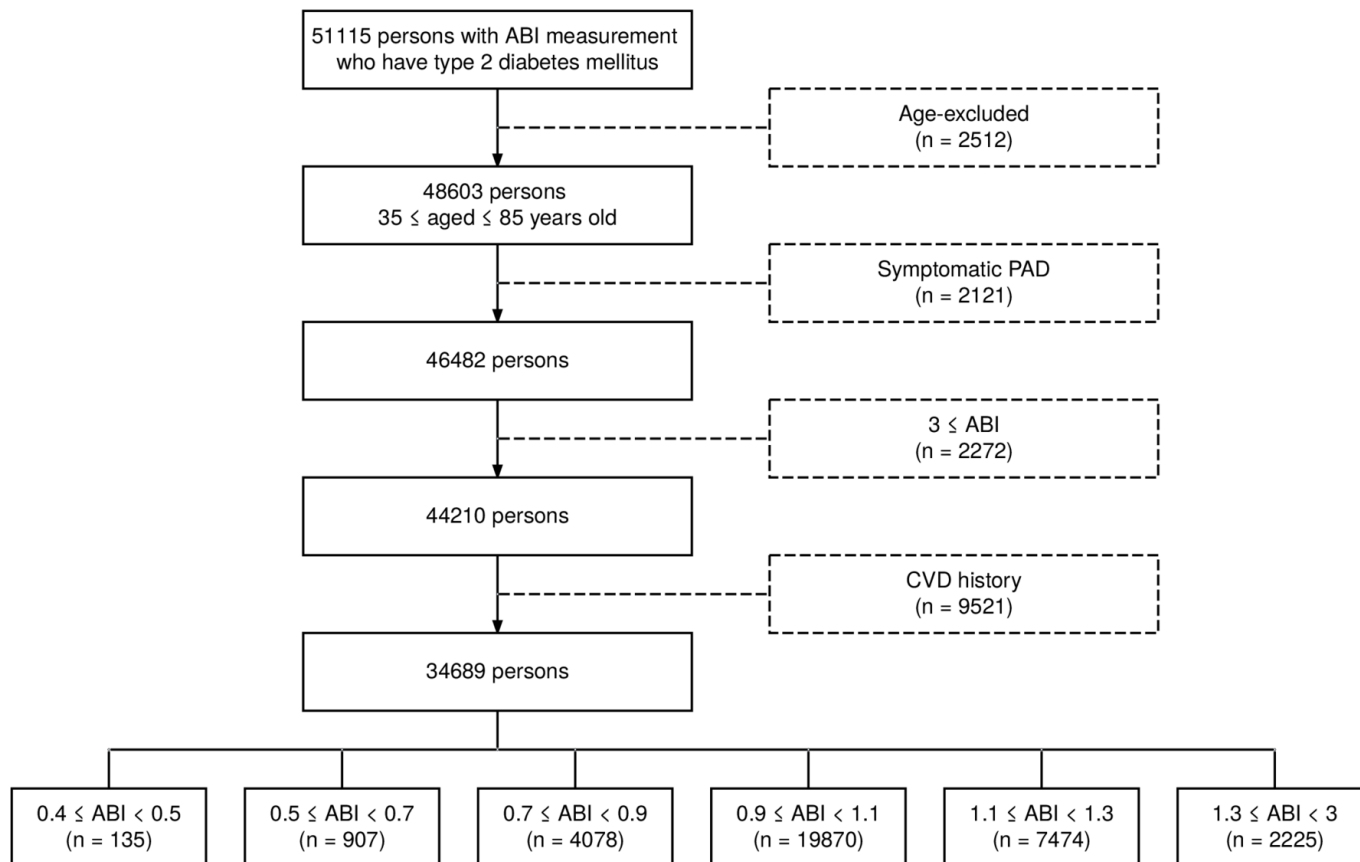 51115 persons with ABI measurement
who have type 2 diabetes mellitus
Age-excluded
(n = 2512)
48603 persons
35 ≤ aged ≤ 85 years old
Symptomatic PAD
(n = 2121)
46482 persons
3 ≤ ABI
(n = 2272)
44210 persons
CVD history
(n = 9521)
34689 persons
0.4 ≤ ABI < 0.5
(n = 135)
0.5 ≤ ABI < 0.7
(n = 907)
0.7 ≤ ABI < 0.9
(n = 4078)
0.9 ≤ ABI < 1.1
(n = 19870)
1.1 ≤ ABI < 1.3
(n = 7474)
1.3 ≤ ABI < 3
(n = 2225)